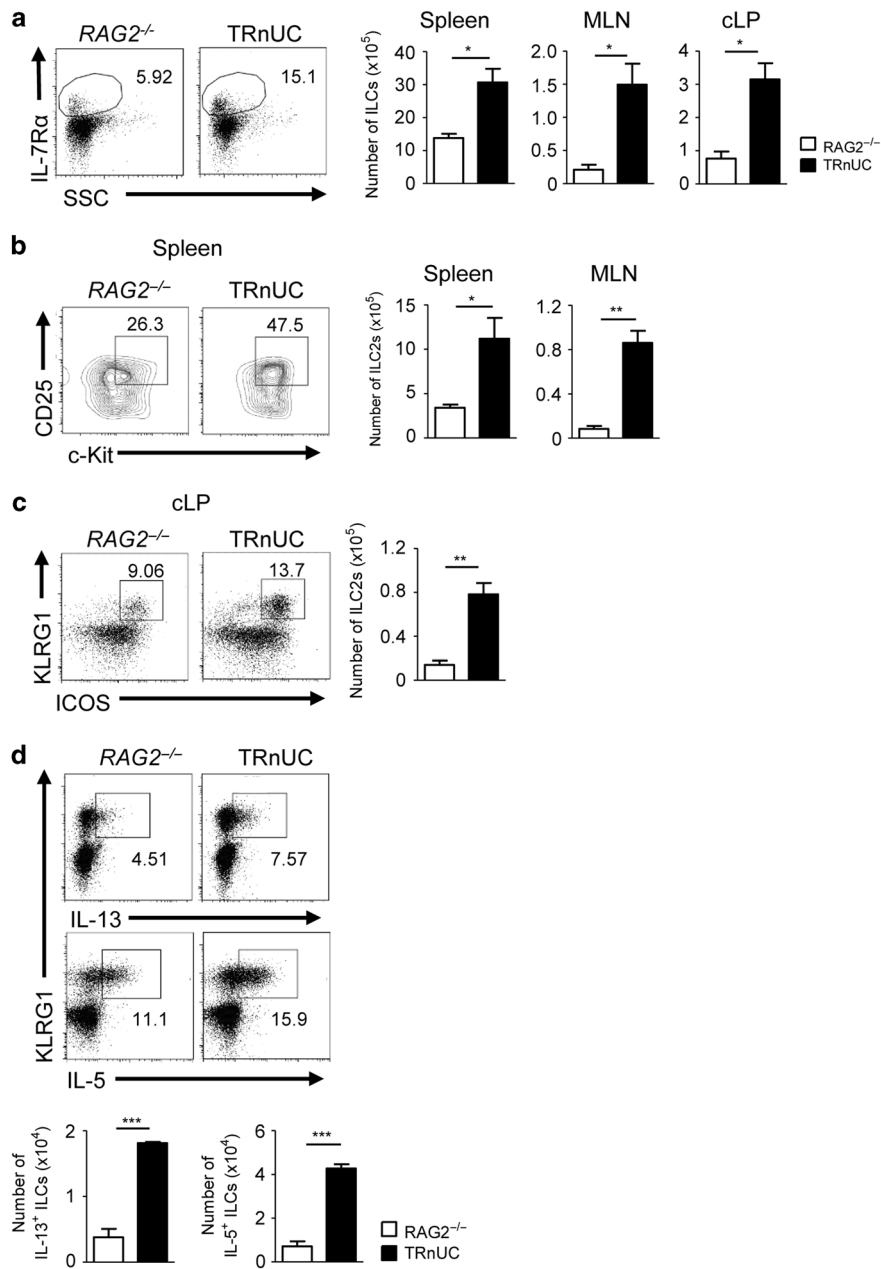 a
RAG2-/- TRnUC
5.92 15.1
IL-7Rα
SSC
Spleen MLN cLP
Number of ILCs (x10⁵)
40
30
20
10
0
*
2.0
1.5
1.0
0.5
0.0
*
4
3
2
1
0
*
RAG2–/–
TRnUC
b
Spleen
RAG2–/– TRnUC
26.3 47.5
CD25
c-Kit
Spleen MLN
Number of ILC2s (x10⁵)
15
10
5
0
*
1.2
0.8
0.4
0
**
c
cLP
RAG2–/– TRnUC
9.06 13.7
KLRG1
ICOS
Number of ILC2s (x10⁵)
1.2
0.8
0.4
0
**
d
RAG2–/– TRnUC
4.51 7.57
IL-13
KLRG1
11.1 15.9
IL-5
Number of
IL-13⁺ ILCs (x10⁴)
2
1
0
***
Number of
IL-5⁺ ILCs (x10⁴)
6
4
2
0
***
RAG2–/–
TRnUC